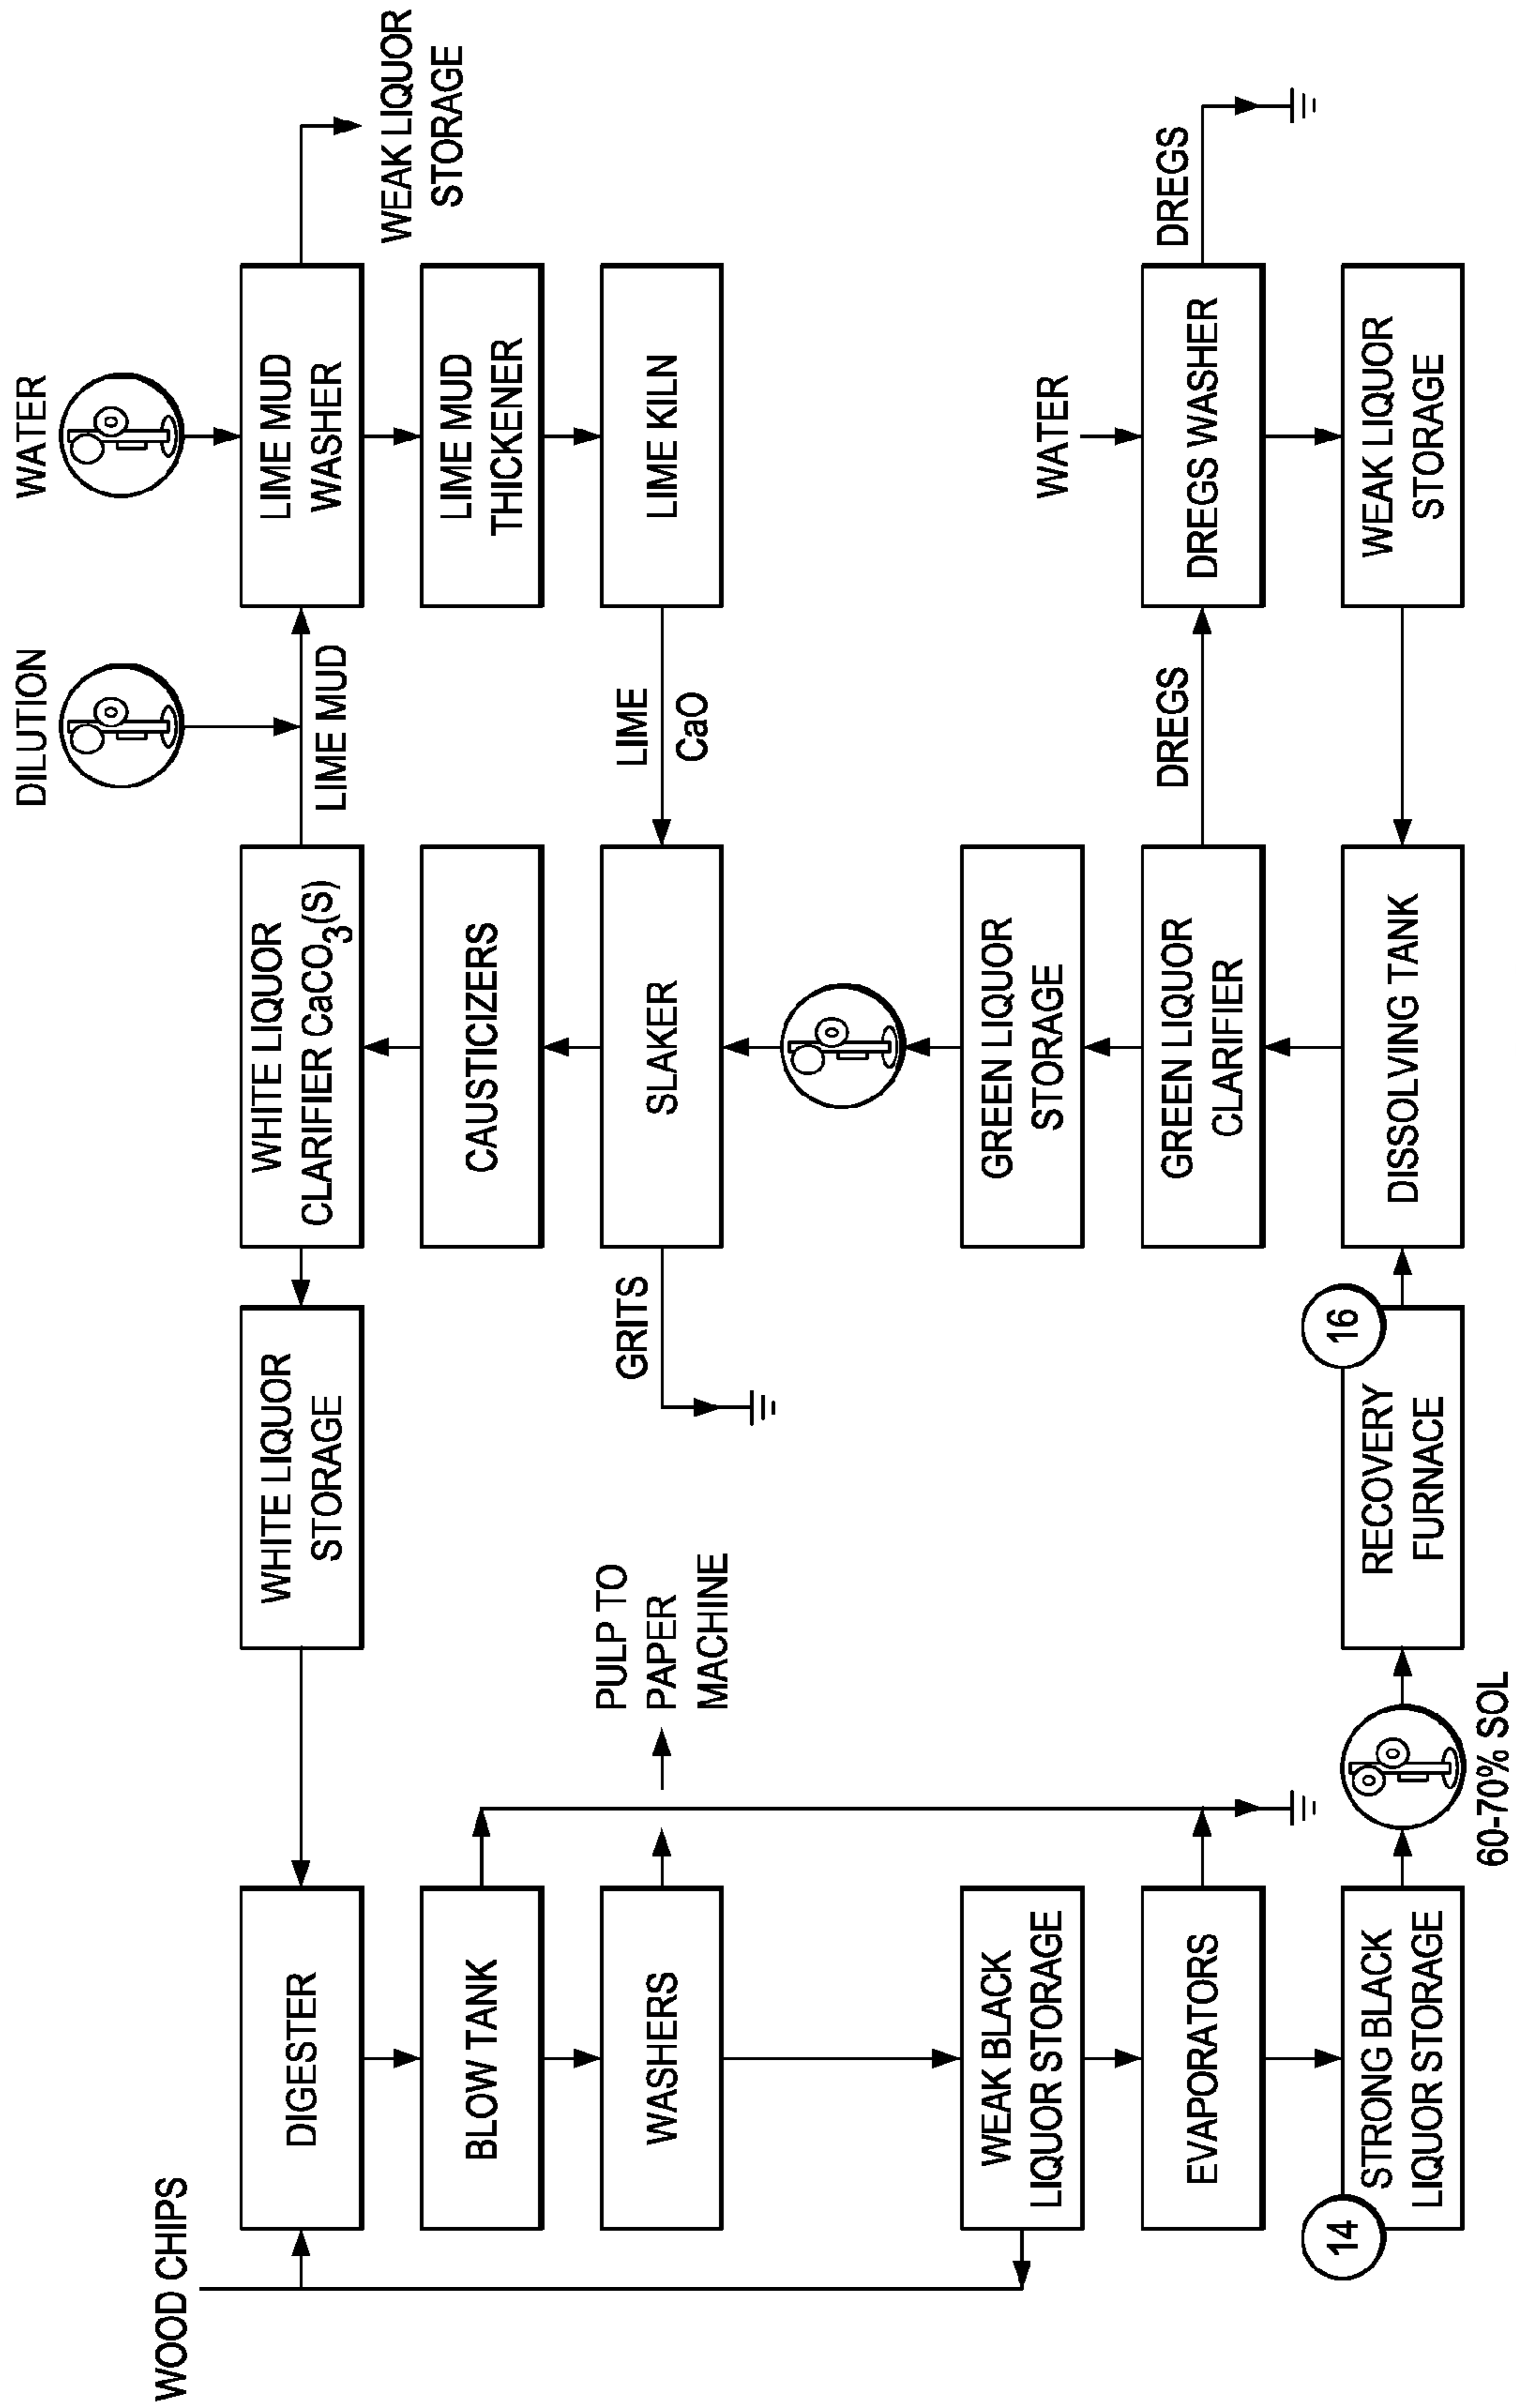 WOOD CHIPS
DILUTION
WATER
DIGESTER
WHITE LIQUOR
STORAGE
WHITE LIQUOR
CLARIFIER CaCO3(S)
LIME MUD
LIME MUD
WASHER
WEAK LIQUOR
STORAGE
BLOW TANK
CAUSTICIZERS
LIME MUD
THICKENER
WASHERS
PULP TO
PAPER
MACHINE
GRITS
SLAKER
LIME
CaO
LIME KILN
WEAK BLACK
LIQUOR STORAGE
GREEN LIQUOR
STORAGE
WATER
EVAPORATORS
GREEN LIQUOR
CLARIFIER
DREGS
DREGS WASHER
DREGS
14
STRONG BLACK
LIQUOR STORAGE
60-70% SOL
RECOVERY
FURNACE
16
DISSOLVING TANK
WEAK LIQUOR
STORAGE